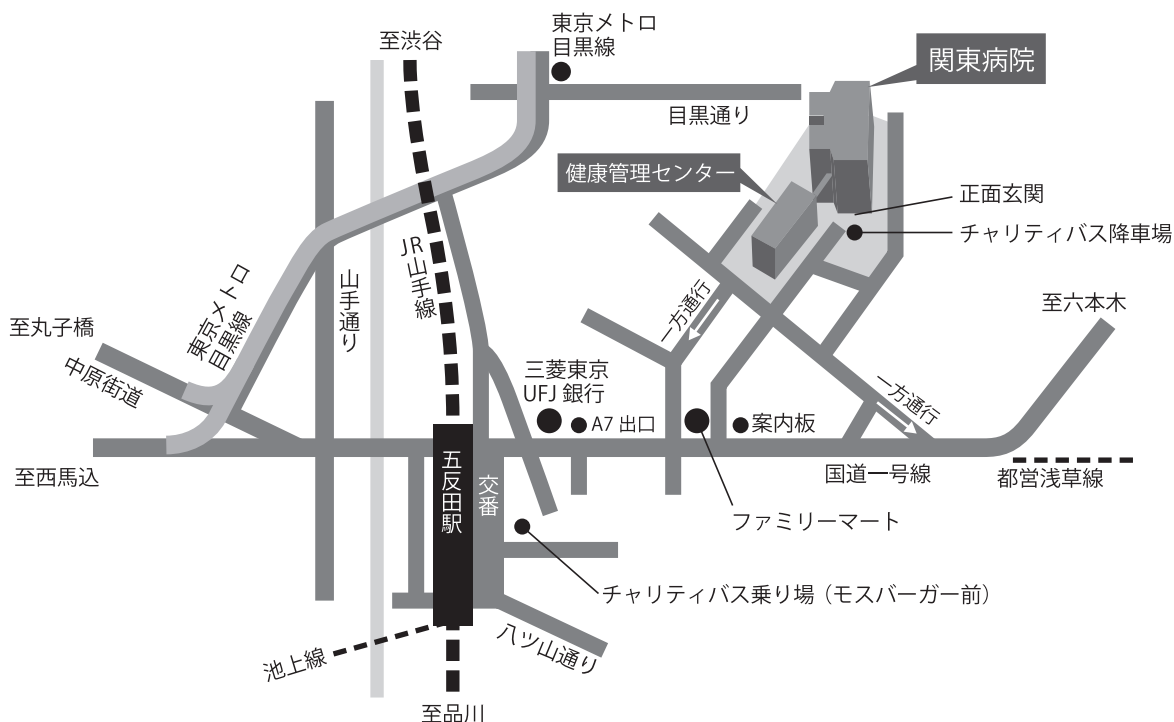 東京メトロ
目黒線
至渋谷
関東病院
目黒通り
健康管理センター
正面玄関
チャリティバス降車場
JR山手線
山手通り
東京メトロ
目黒線
一方通行
至六本木
至丸子橋
中原街道
三菱東京
UFJ 銀行
A7 出口
案内板
一方通行
至西馬込
五反田駅
交番
国道一号線
都営浅草線
ファミリーマート
チャリティバス乗り場（モスバーガー前）
八ツ山通り
池上線
至品川